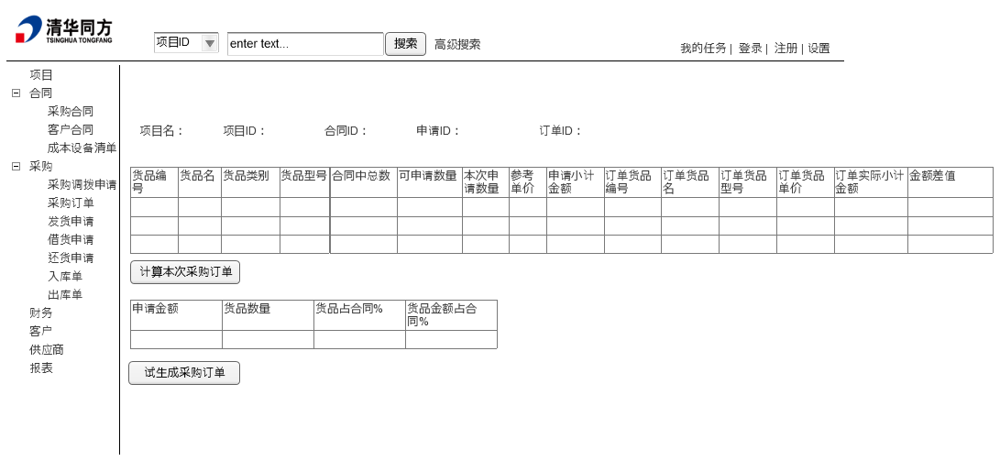 清华同方
TSINGHUA TONGFANG
项目ID
enter text...
搜索
高级搜索
我的任务 | 登录 | 注册 | 设置
项目
合同
采购合同
客户合同
成本设备清单
采购
采购调拨申请
采购订单
发货申请
借货申请
还货申请
入库单
出库单
财务
客户
供应商
报表
项目名： 项目ID： 合同ID： 申请ID： 订单ID：
货品编号 货品名 货品类别 货品型号 合同中总数 可申请数量 本次申请数量 参考单价 申请小计金额 订单货品编号 订单货品名 订单货品型号 订单货品单价 订单实际小计金额 金额差值
计算本次采购订单
申请金额 货品数量 货品占合同% 货品金额占合同%
试生成采购订单